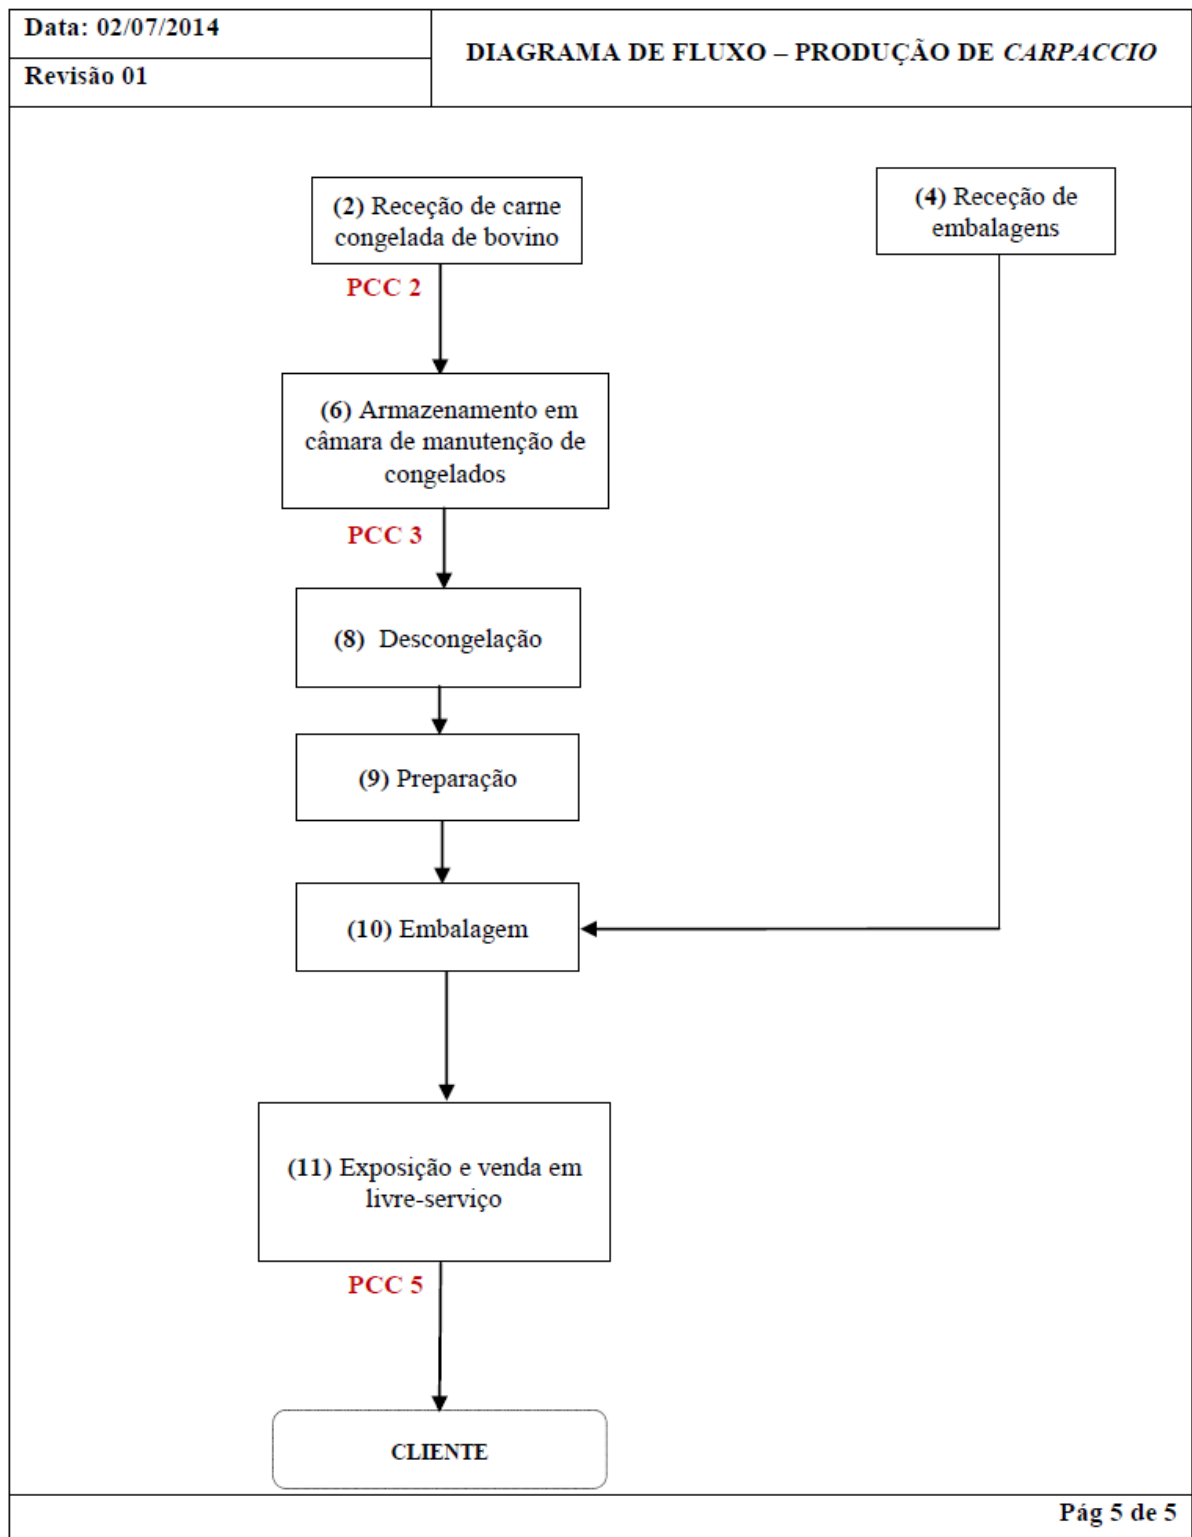 Data: 02/07/2014
Revisão 01
DIAGRAMA DE FLUXO – PRODUÇÃO DE CARPACCIO
(2) Receção de carne
congelada de bovino
(4) Receção de
embalagens
PCC 2
(6) Armazenamento em
câmara de manutenção de
congelados
PCC 3
(8) Descongelação
(9) Preparação
(10) Embalagem
(11) Exposição e venda em
livre-serviço
PCC 5
CLIENTE
Pág 5 de 5